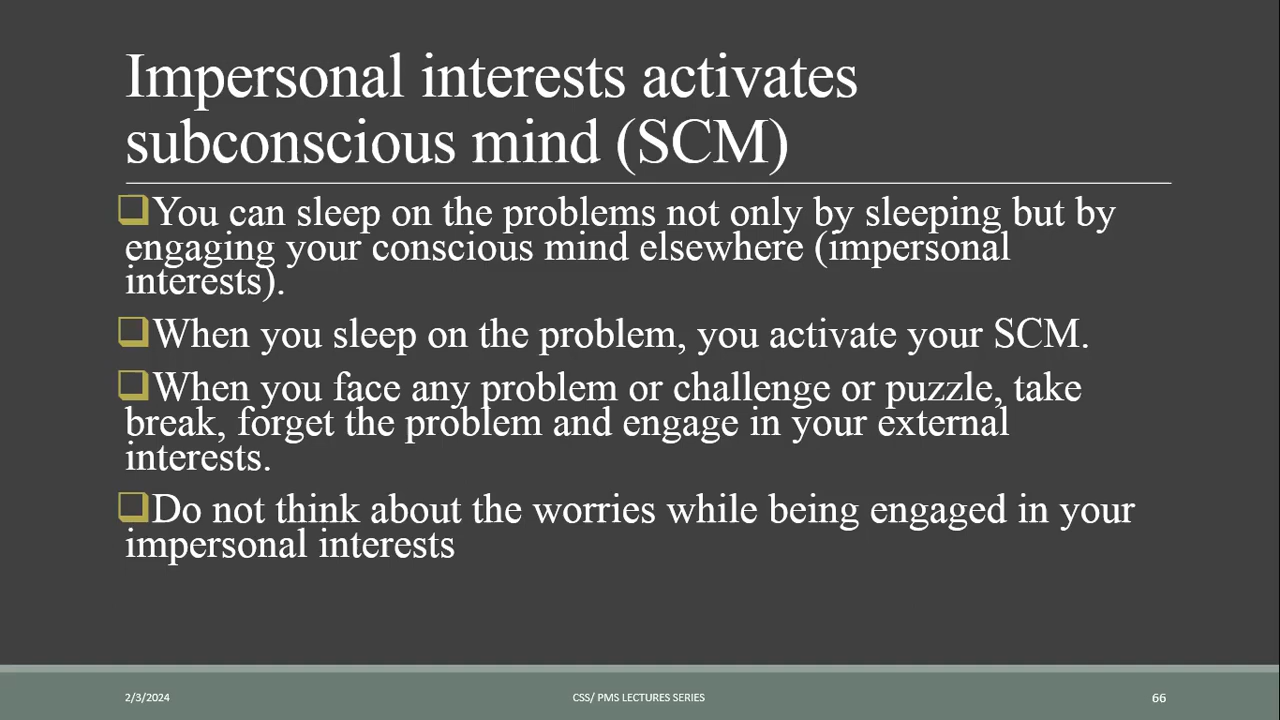 Impersonal interests activates
subconscious mind (SCM)
You can sleep on the problems not only by sleeping but by
engaging your conscious mind elsewhere (impersonal
interests).
When you sleep on the problem, you activate your SCM.
When you face any problem or challenge or puzzle, take
break, forget the problem and engage in your external
interests.
Do not think about the worries while being engaged in your
impersonal interests
2/3/2024
CSS/ PMS LECTURES SERIES
66